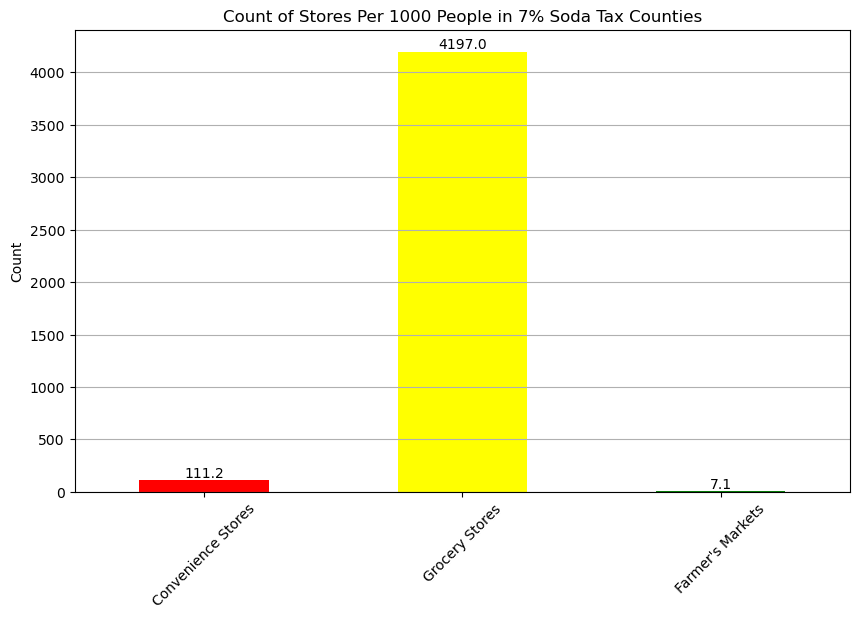 Count of Stores Per 1000 People in 7% Soda Tax Counties
4197.0
4000
3500
3000
2500
Count
2000
1500
1000
500
111.2
7.1
0
Convenience Stores
Grocery Stores
Farmer's Markets